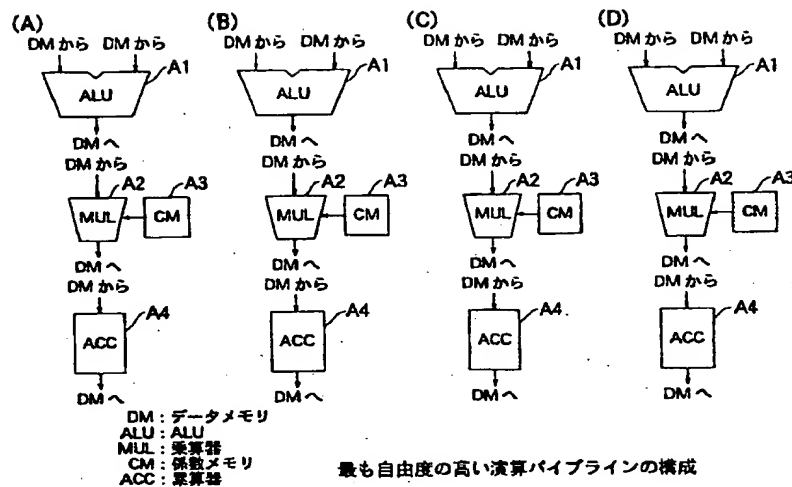 (A) (B) (C) (D)
DMから DMから DMから DMから DMから DMから DMから DMから
A1 A1 A1 A1
ALU ALU ALU ALU
DMへ DMへ DMへ DMへ
DMから DMから DMから DMから
A2 A3 A2 A3 A2 A3 A2 A3
MUL CM MUL CM MUL CM MUL CM
DMへ DMへ DMへ DMへ
DMから DMから DMから DMから
A4 A4 A4 A4
ACC ACC ACC ACC
DMへ DMへ DMへ DMへ
DM：データメモリ
ALU：ALU
MUL：乗算器
CM：係数メモリ
ACC：累算器
最も自由度の高い演算パイプラインの構成